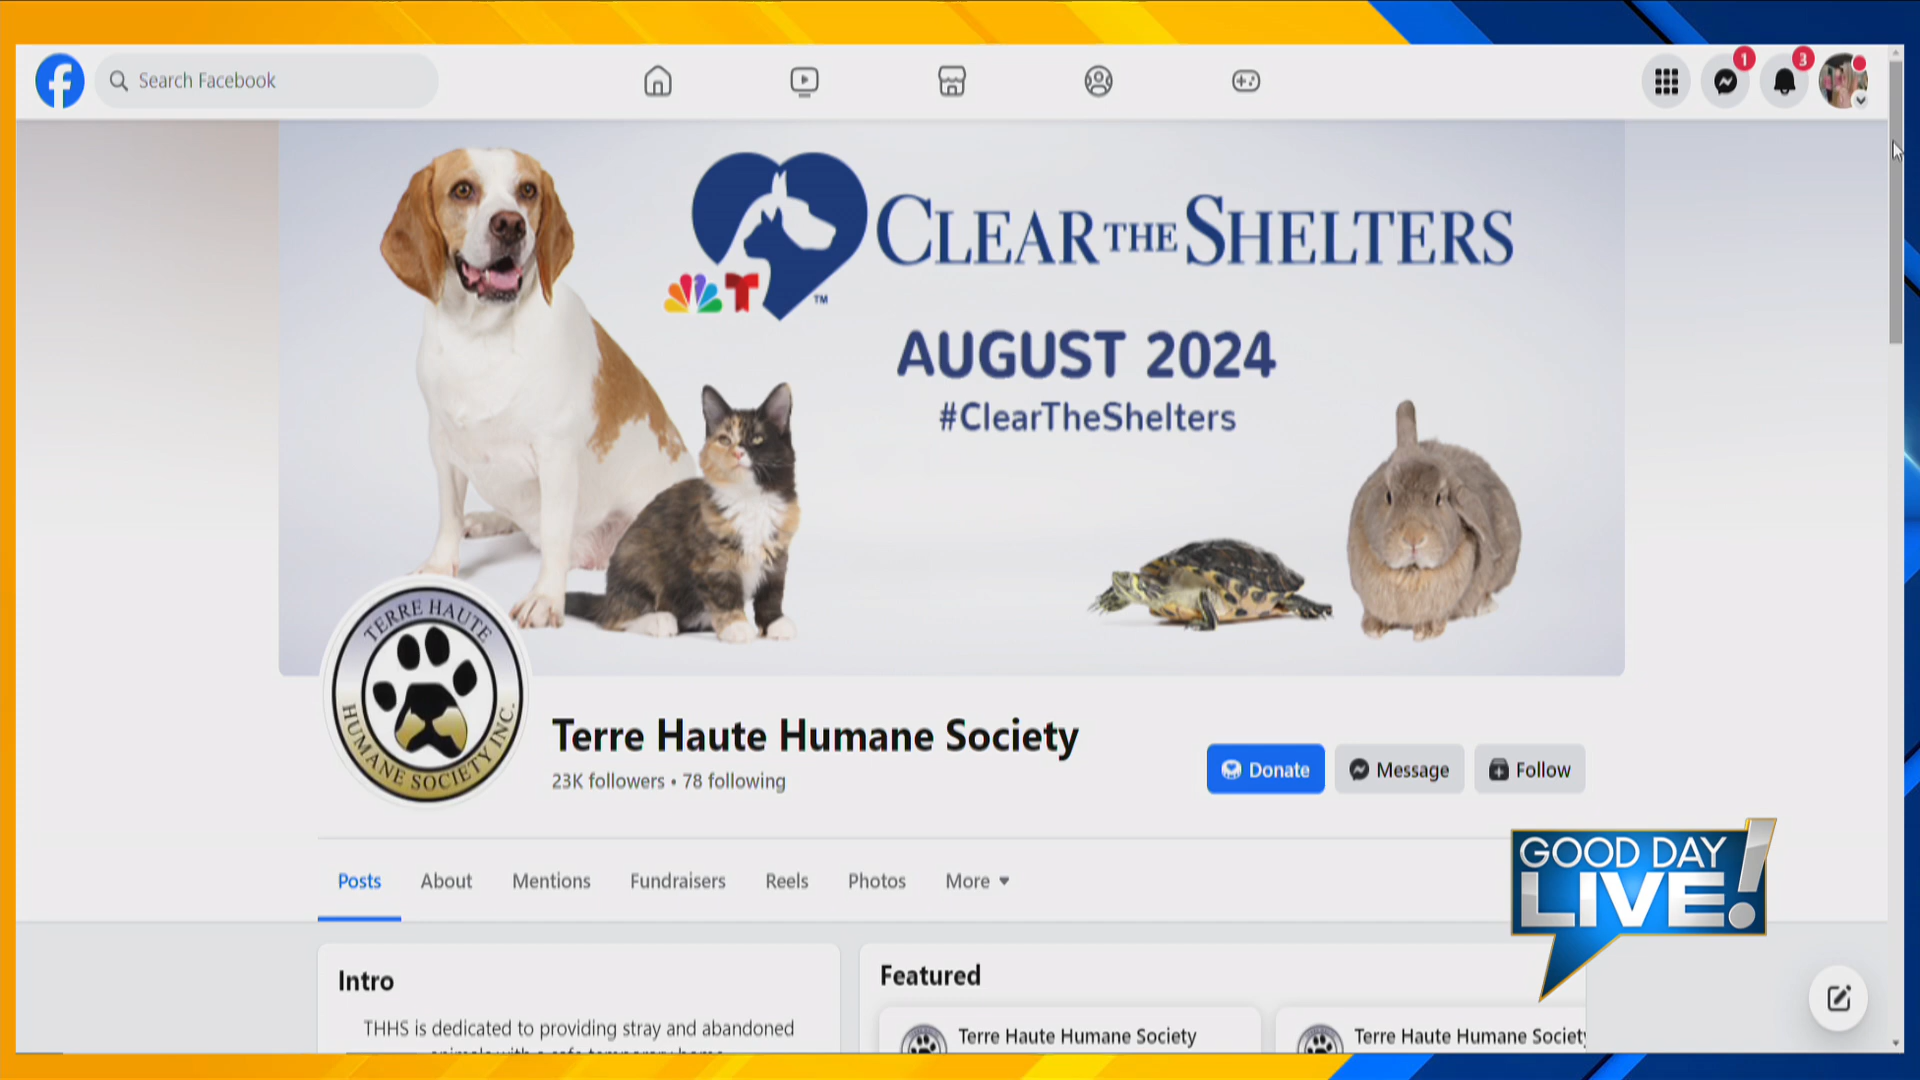 Search Facebook
1
3
CLEAR THE SHELTERS
TM
AUGUST 2024
#ClearTheShelters
TERRE HAUTE
HUMANE SOCIETY INC.
Terre Haute Humane Society
23K followers • 78 following
Donate
Message
Follow
Posts
About
Mentions
Fundraisers
Reels
Photos
More
GOOD DAY
LIVE!
Intro
THHS is dedicated to providing stray and abandoned
Featured
Terre Haute Humane Society
Terre Haute Humane Society